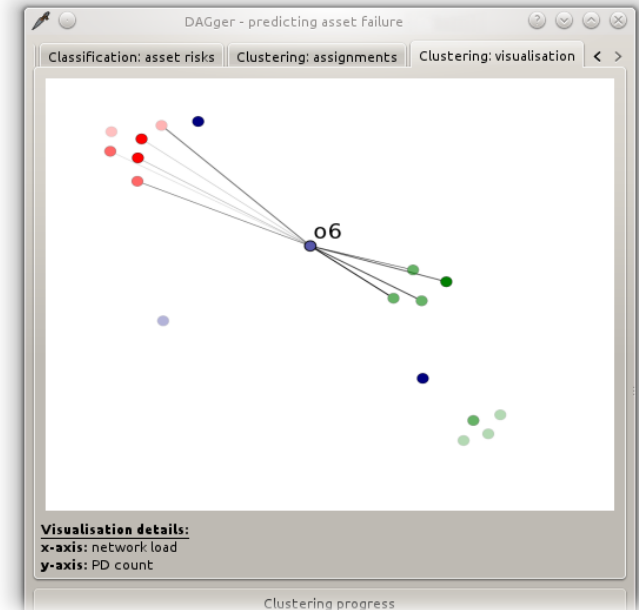 DAGger - predicting asset failure
Classification: asset risks Clustering: assignments Clustering: visualisation
o6
Visualisation details:
x-axis: network load
y-axis: PD count
Clustering progress